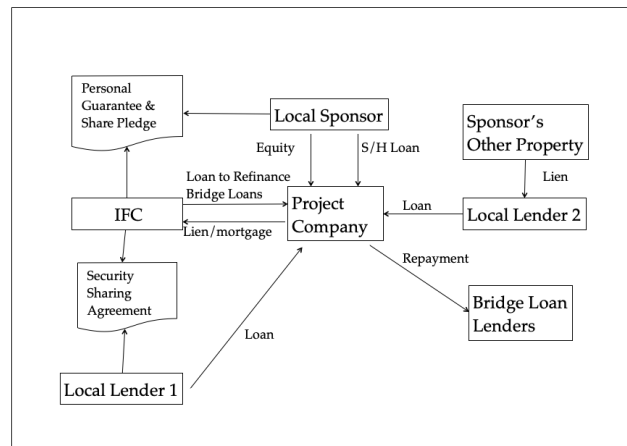 Personal
Guarantee &
Share Pledge
Local Sponsor
Sponsor's
Other Property
Equity
S/H Loan
Lien
Loan to Refinance
Bridge Loans
IFC
Project
Company
Loan
Local Lender 2
Lien/mortgage
Security
Sharing
Agreement
Repayment
Bridge Loan
Lenders
Loan
Local Lender 1